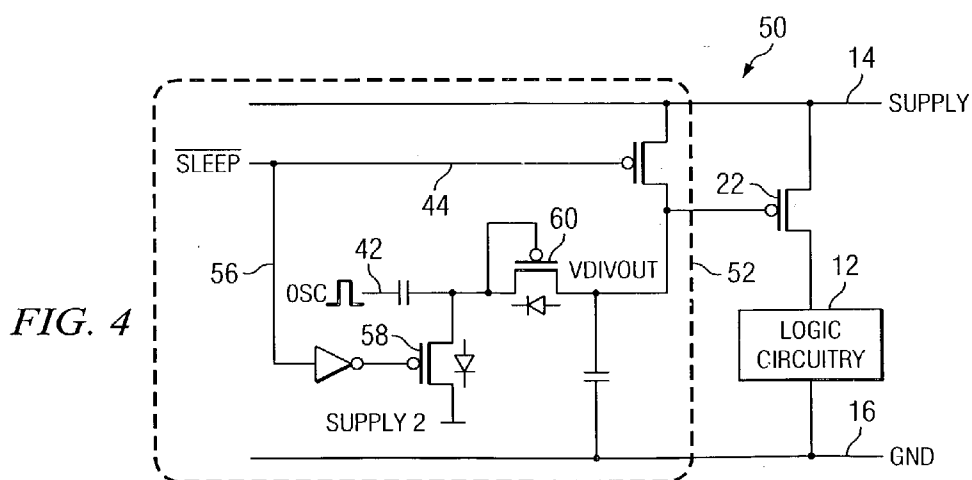 50
14
SUPPLY
SLEEP
44
22
60
42
VDIVOUT
52
56
OSC
12
FIG. 4
58
LOGIC
CIRCUITRY
SUPPLY 2
16
GND